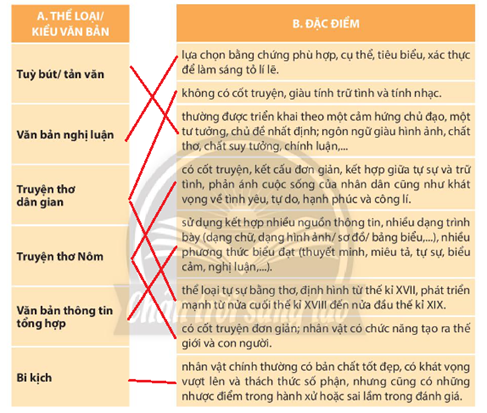 A. THỂ LOẠI/
KIỂU VĂN BẢN
B. ĐẶC ĐIỂM
Tuỳ bút/ tản văn
Văn bản nghị luận
Truyện thơ
dân gian
Truyện thơ Nôm
Văn bản thông tin
tổng hợp
Bi kịch
lựa chọn bằng chứng phù hợp, cụ thể, tiêu biểu, xác thực
để làm sáng tỏ lí lẽ.
không có cốt truyện, giàu tính trữ tình và tính nhạc.
thường được triển khai theo một cảm hứng chủ đạo, một
tư tưởng, chủ đề nhất định; ngôn ngữ giàu hình ảnh, chất
thơ, chất suy tưởng, chính luận,...
có cốt truyện, kết cấu đơn giản, kết hợp giữa tự sự và trữ
tình, phản ánh cuộc sống của nhân dân cũng như khát
vọng về tình yêu, tự do, hạnh phúc và công lí.
sử dụng kết hợp nhiều nguồn thông tin, nhiều dạng trình
bày (dạng chữ, dạng hình ảnh/ sơ đồ/ bảng biểu,...), nhiều
phương thức biểu đạt (thuyết minh, miêu tả, tự sự, biểu
cảm, nghị luận,...).
thể loại tự sự bằng thơ, định hình từ thế kỉ XVII, phát triển
mạnh từ nửa cuối thế kỉ XVIII đến nửa đầu thế kỉ XIX.
có cốt truyện đơn giản; nhân vật có chức năng tạo ra thế
giới và con người.
nhân vật chính thường có bản chất tốt đẹp, có khát vọng
vượt lên và thách thức số phận, nhưng cũng có những
nhược điểm trong hành xử hoặc sai lầm trong đánh giá.
Chân trời sáng tạo